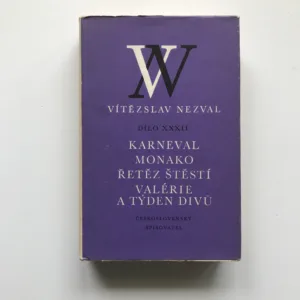 VN
VÍTĚZSLAV NEZVAL
DÍLO XXXII
KARNEVAL
MONAKO
ŘETĚZ ŠTĚSTÍ
VALÉRIE
A TÝDEN DIVŮ
ČESKOSLOVENSKÝ
SPISOVATEL